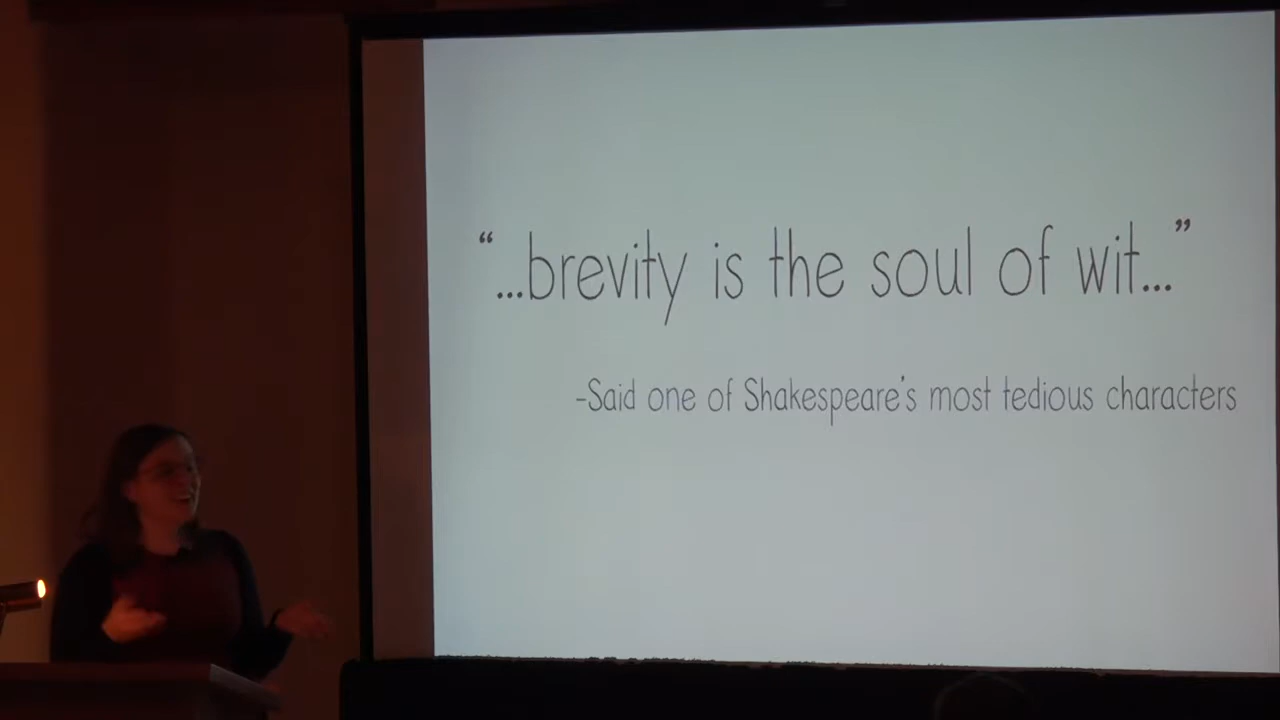 “...brevity is the soul of wit...”
-Said one of Shakespeare’s most tedious characters